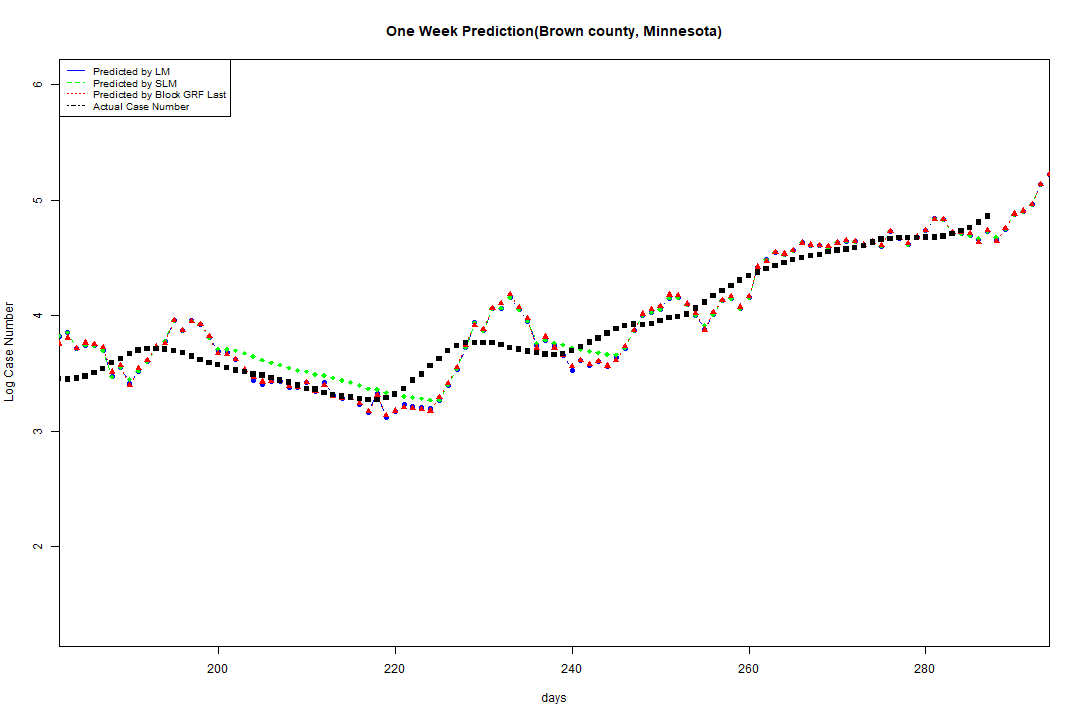 One Week Prediction(Brown county, Minnesota)
Predicted by LM
Predicted by SLM
Predicted by Block GRF Last
Actual Case Number
6
5
4
3
2
Log Case Number
200 220 240 260 280
days